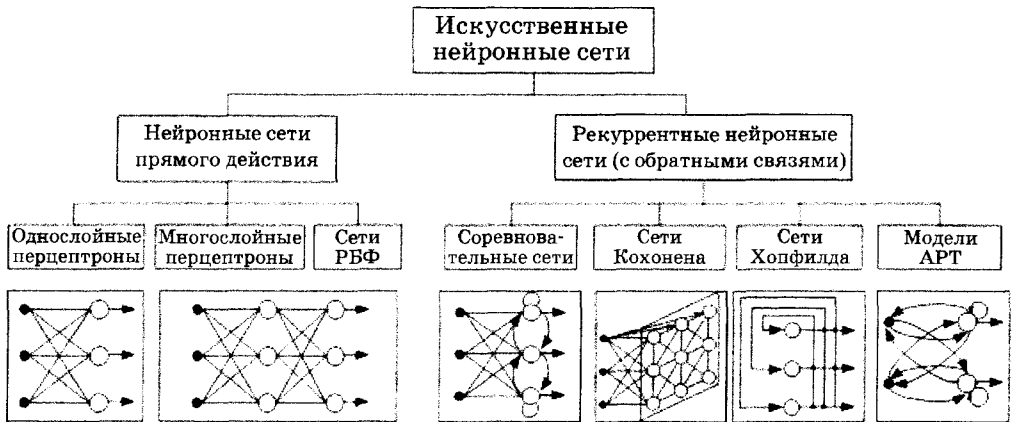 Искусственные
нейронные сети
Нейронные сети
прямого действия
Рекуррентные нейронные
сети (с обратными связями)
Однослойные
перцептроны
Многослойные
перцептроны
Сети
РБФ
Соревнова-
тельные сети
Сети
Кохонена
Сети
Хопфилда
Модели
АРТ